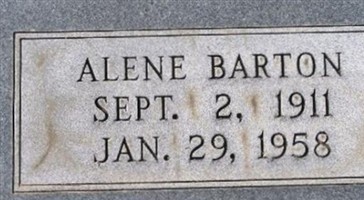 ALENE BARTON
SEPT. 2, 1911
JAN. 29, 1958